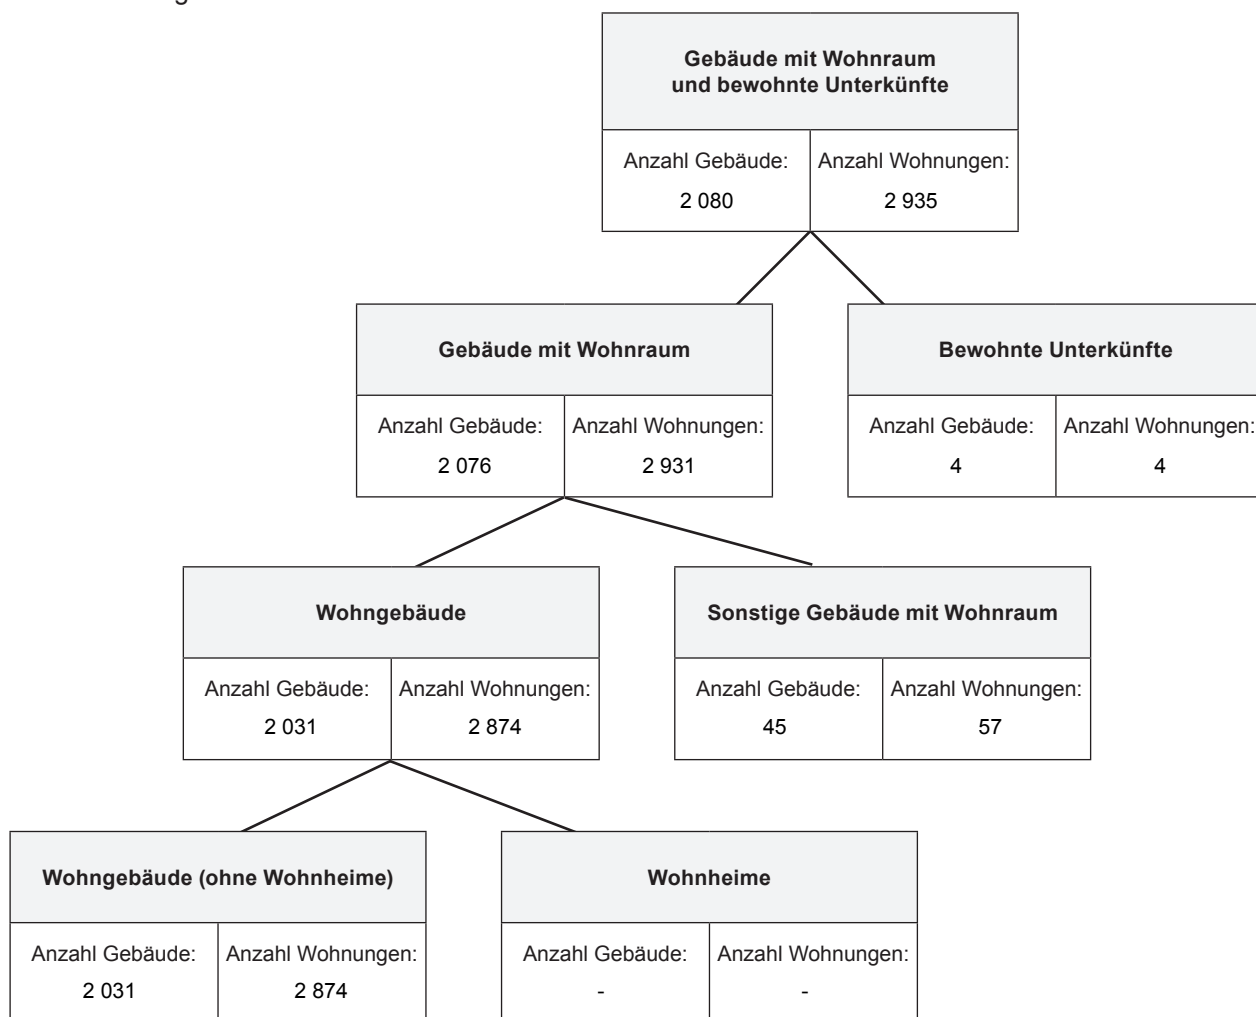 Gebäude mit Wohnraum
und bewohnte Unterkünfte
Anzahl Gebäude: Anzahl Wohnungen:
2 080 2 935
Gebäude mit Wohnraum Bewohnte Unterkünfte
Anzahl Gebäude: Anzahl Wohnungen: Anzahl Gebäude: Anzahl Wohnungen:
2 076 2 931 4 4
Wohngebäude Sonstige Gebäude mit Wohnraum
Anzahl Gebäude: Anzahl Wohnungen: Anzahl Gebäude: Anzahl Wohnungen:
2 031 2 874 45 57
Wohngebäude (ohne Wohnheime) Wohnheime
Anzahl Gebäude: Anzahl Wohnungen: Anzahl Gebäude: Anzahl Wohnungen:
2 031 2 874 - -